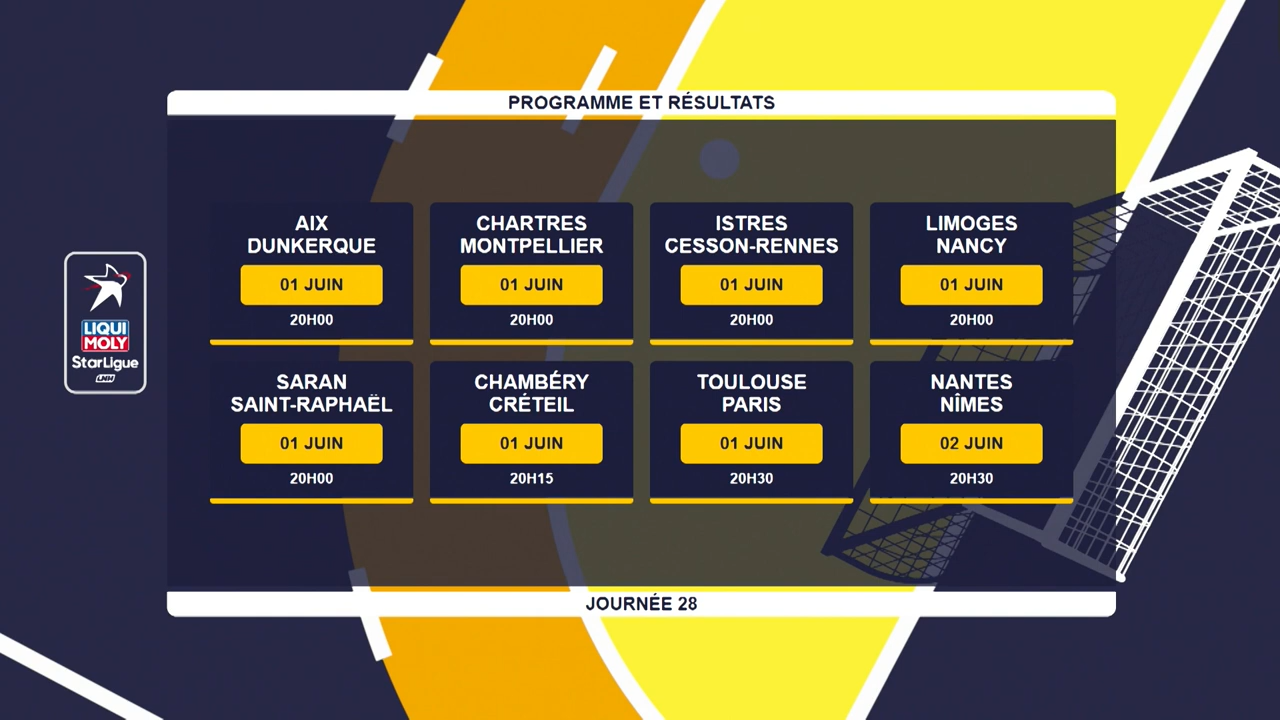 PROGRAMME ET RÉSULTATS
AIX
DUNKERQUE
01 JUIN
20H00
CHARTRES
MONTPELLIER
01 JUIN
20H00
ISTRES
CESSON-RENNES
01 JUIN
20H00
LIMOGES
NANCY
01 JUIN
20H00
LIQUI
MOLY
StarLigue
LNH
SARAN
SAINT-RAPHAËL
01 JUIN
20H00
CHAMBÉRY
CRÉTEIL
01 JUIN
20H15
TOULOUSE
PARIS
01 JUIN
20H30
NANTES
NÎMES
02 JUIN
20H30
JOURNÉE 28